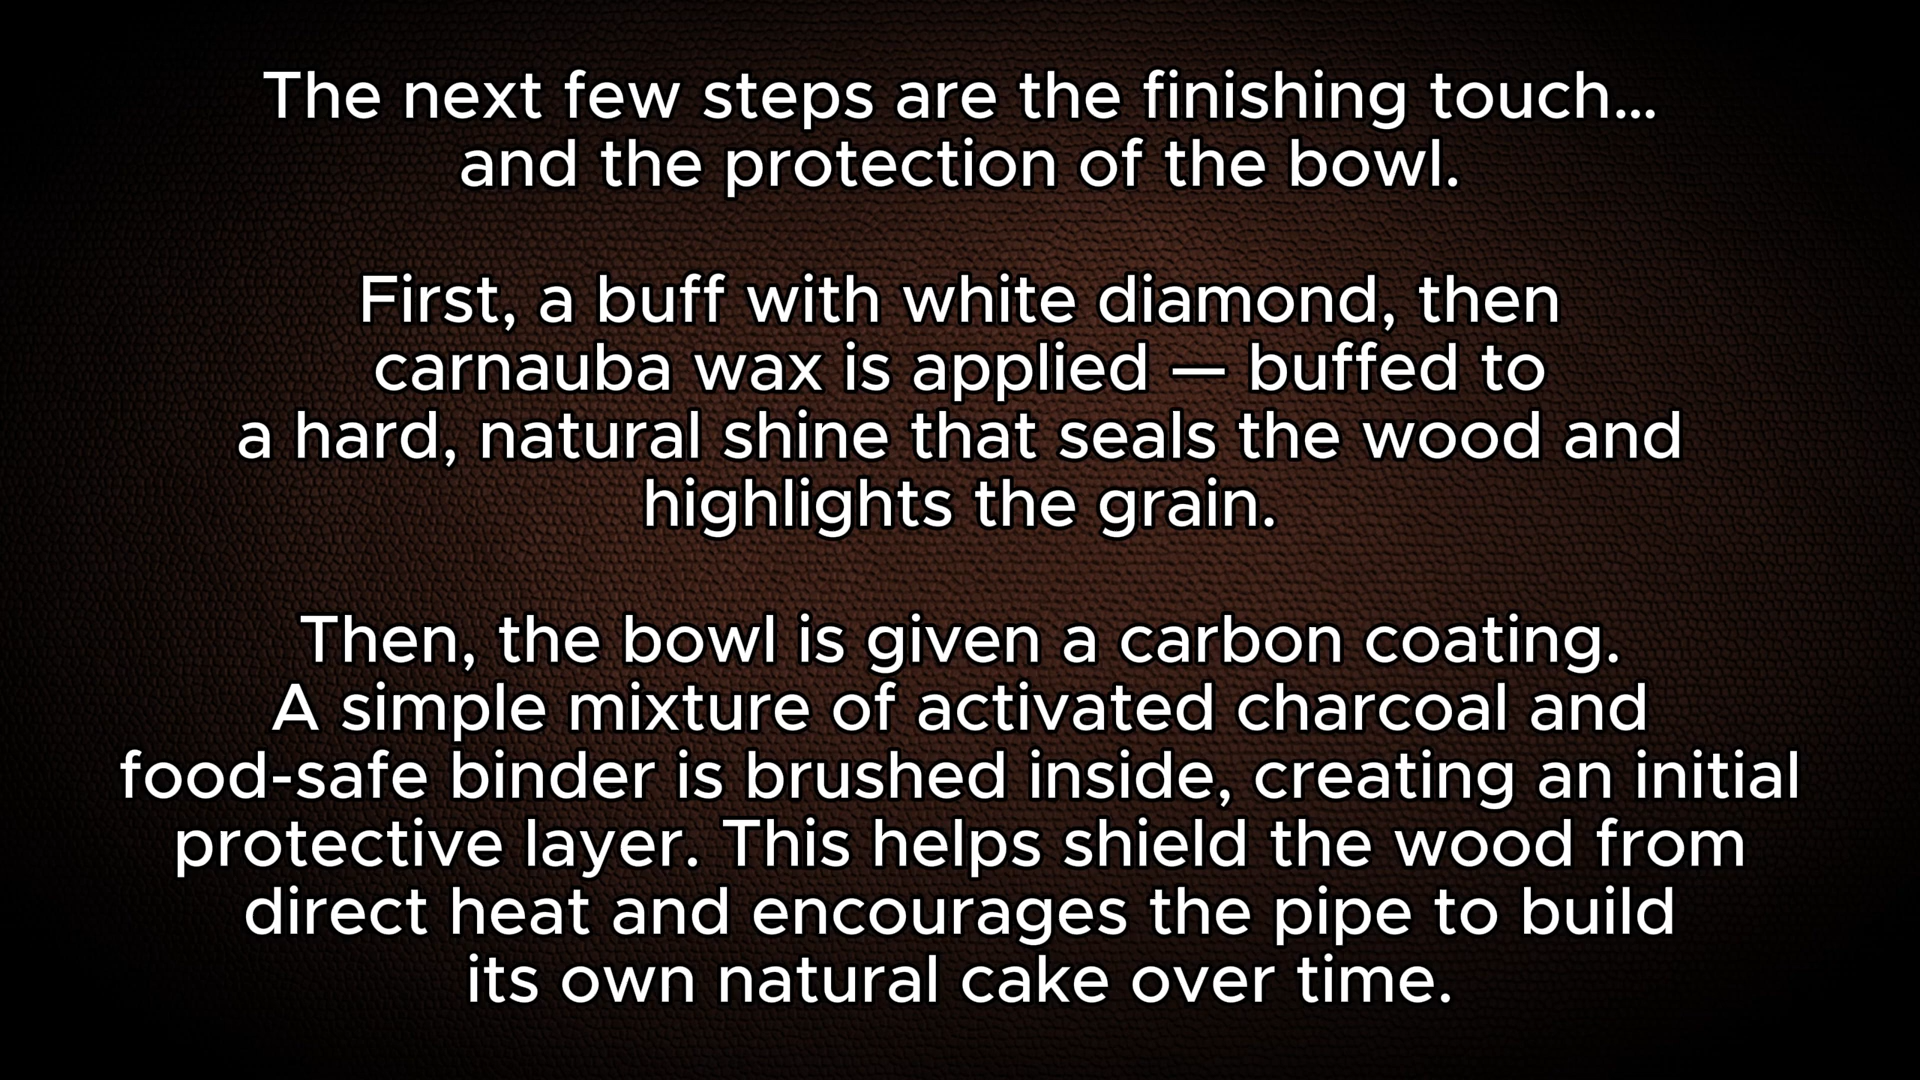 The next few steps are the finishing touch...
and the protection of the bowl.
First, a buff with white diamond, then
carnauba wax is applied — buffed to
a hard, natural shine that seals the wood and
highlights the grain.
Then, the bowl is given a carbon coating.
A simple mixture of activated charcoal and
food-safe binder is brushed inside, creating an initial
protective layer. This helps shield the wood from
direct heat and encourages the pipe to build
its own natural cake over time.